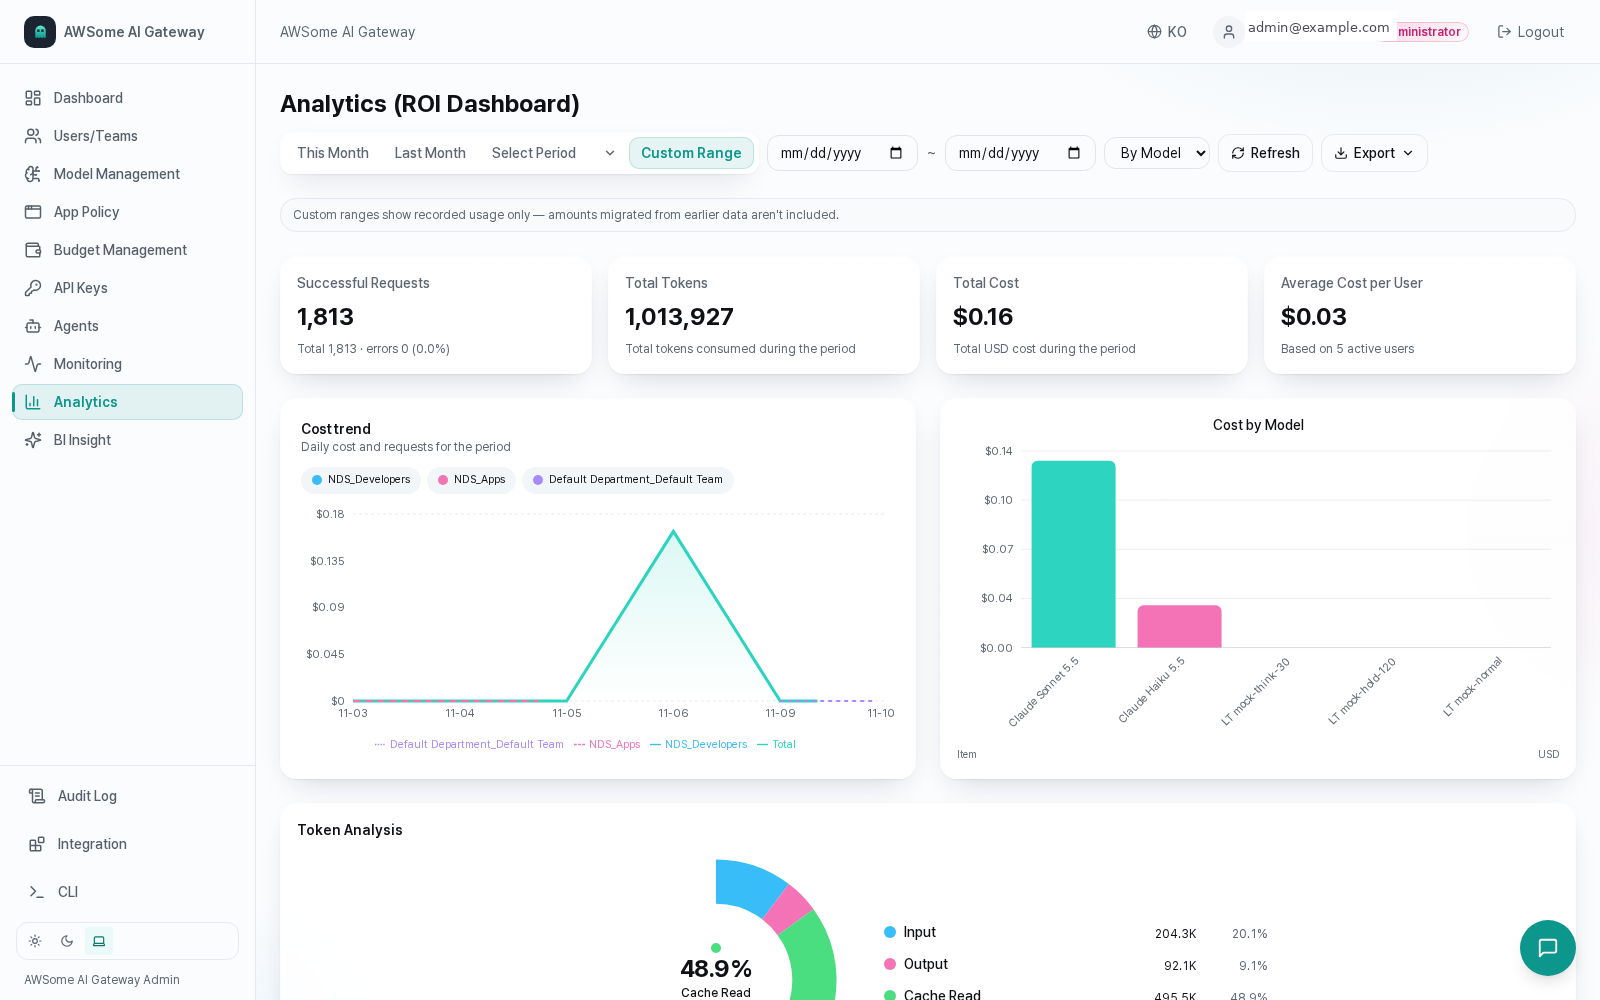 AWSome AI Gateway
AWSome AI Gateway
KO
admin@example.com
ministrator
Logout
Dashboard
Users/Teams
Model Management
App Policy
Budget Management
API Keys
Agents
Monitoring
Analytics
BI Insight
Audit Log
Integration
CLI
AWSome AI Gateway Admin
Analytics (ROI Dashboard)
This Month
Last Month
Select Period
Custom Range
mm/dd/yyyy
~
mm/dd/yyyy
By Model
Refresh
Export
Custom ranges show recorded usage only — amounts migrated from earlier data aren't included.
Successful Requests
1,813
Total 1,813 · errors 0 (0.0%)
Total Tokens
1,013,927
Total tokens consumed during the period
Total Cost
$0.16
Total USD cost during the period
Average Cost per User
$0.03
Based on 5 active users
Cost trend
Daily cost and requests for the period
NDS_Developers
NDS_Apps
Default Department_Default Team
$0.18
$0.135
$0.09
$0.045
$0
11-03
11-04
11-05
11-06
11-09
11-10
Default Department_Default Team
NDS_Apps
NDS_Developers
Total
Cost by Model
$0.14
$0.10
$0.07
$0.04
$0.00
Claude Sonnet 5.5
Claude Haiku 5.5
LT mock-think-30
LT mock-hold-120
LT mock-normal
Item
USD
Token Analysis
48.9%
Cache Read
Input 204.3K 20.1%
Output 92.1K 9.1%
Cache Read 495.5K 48.9%